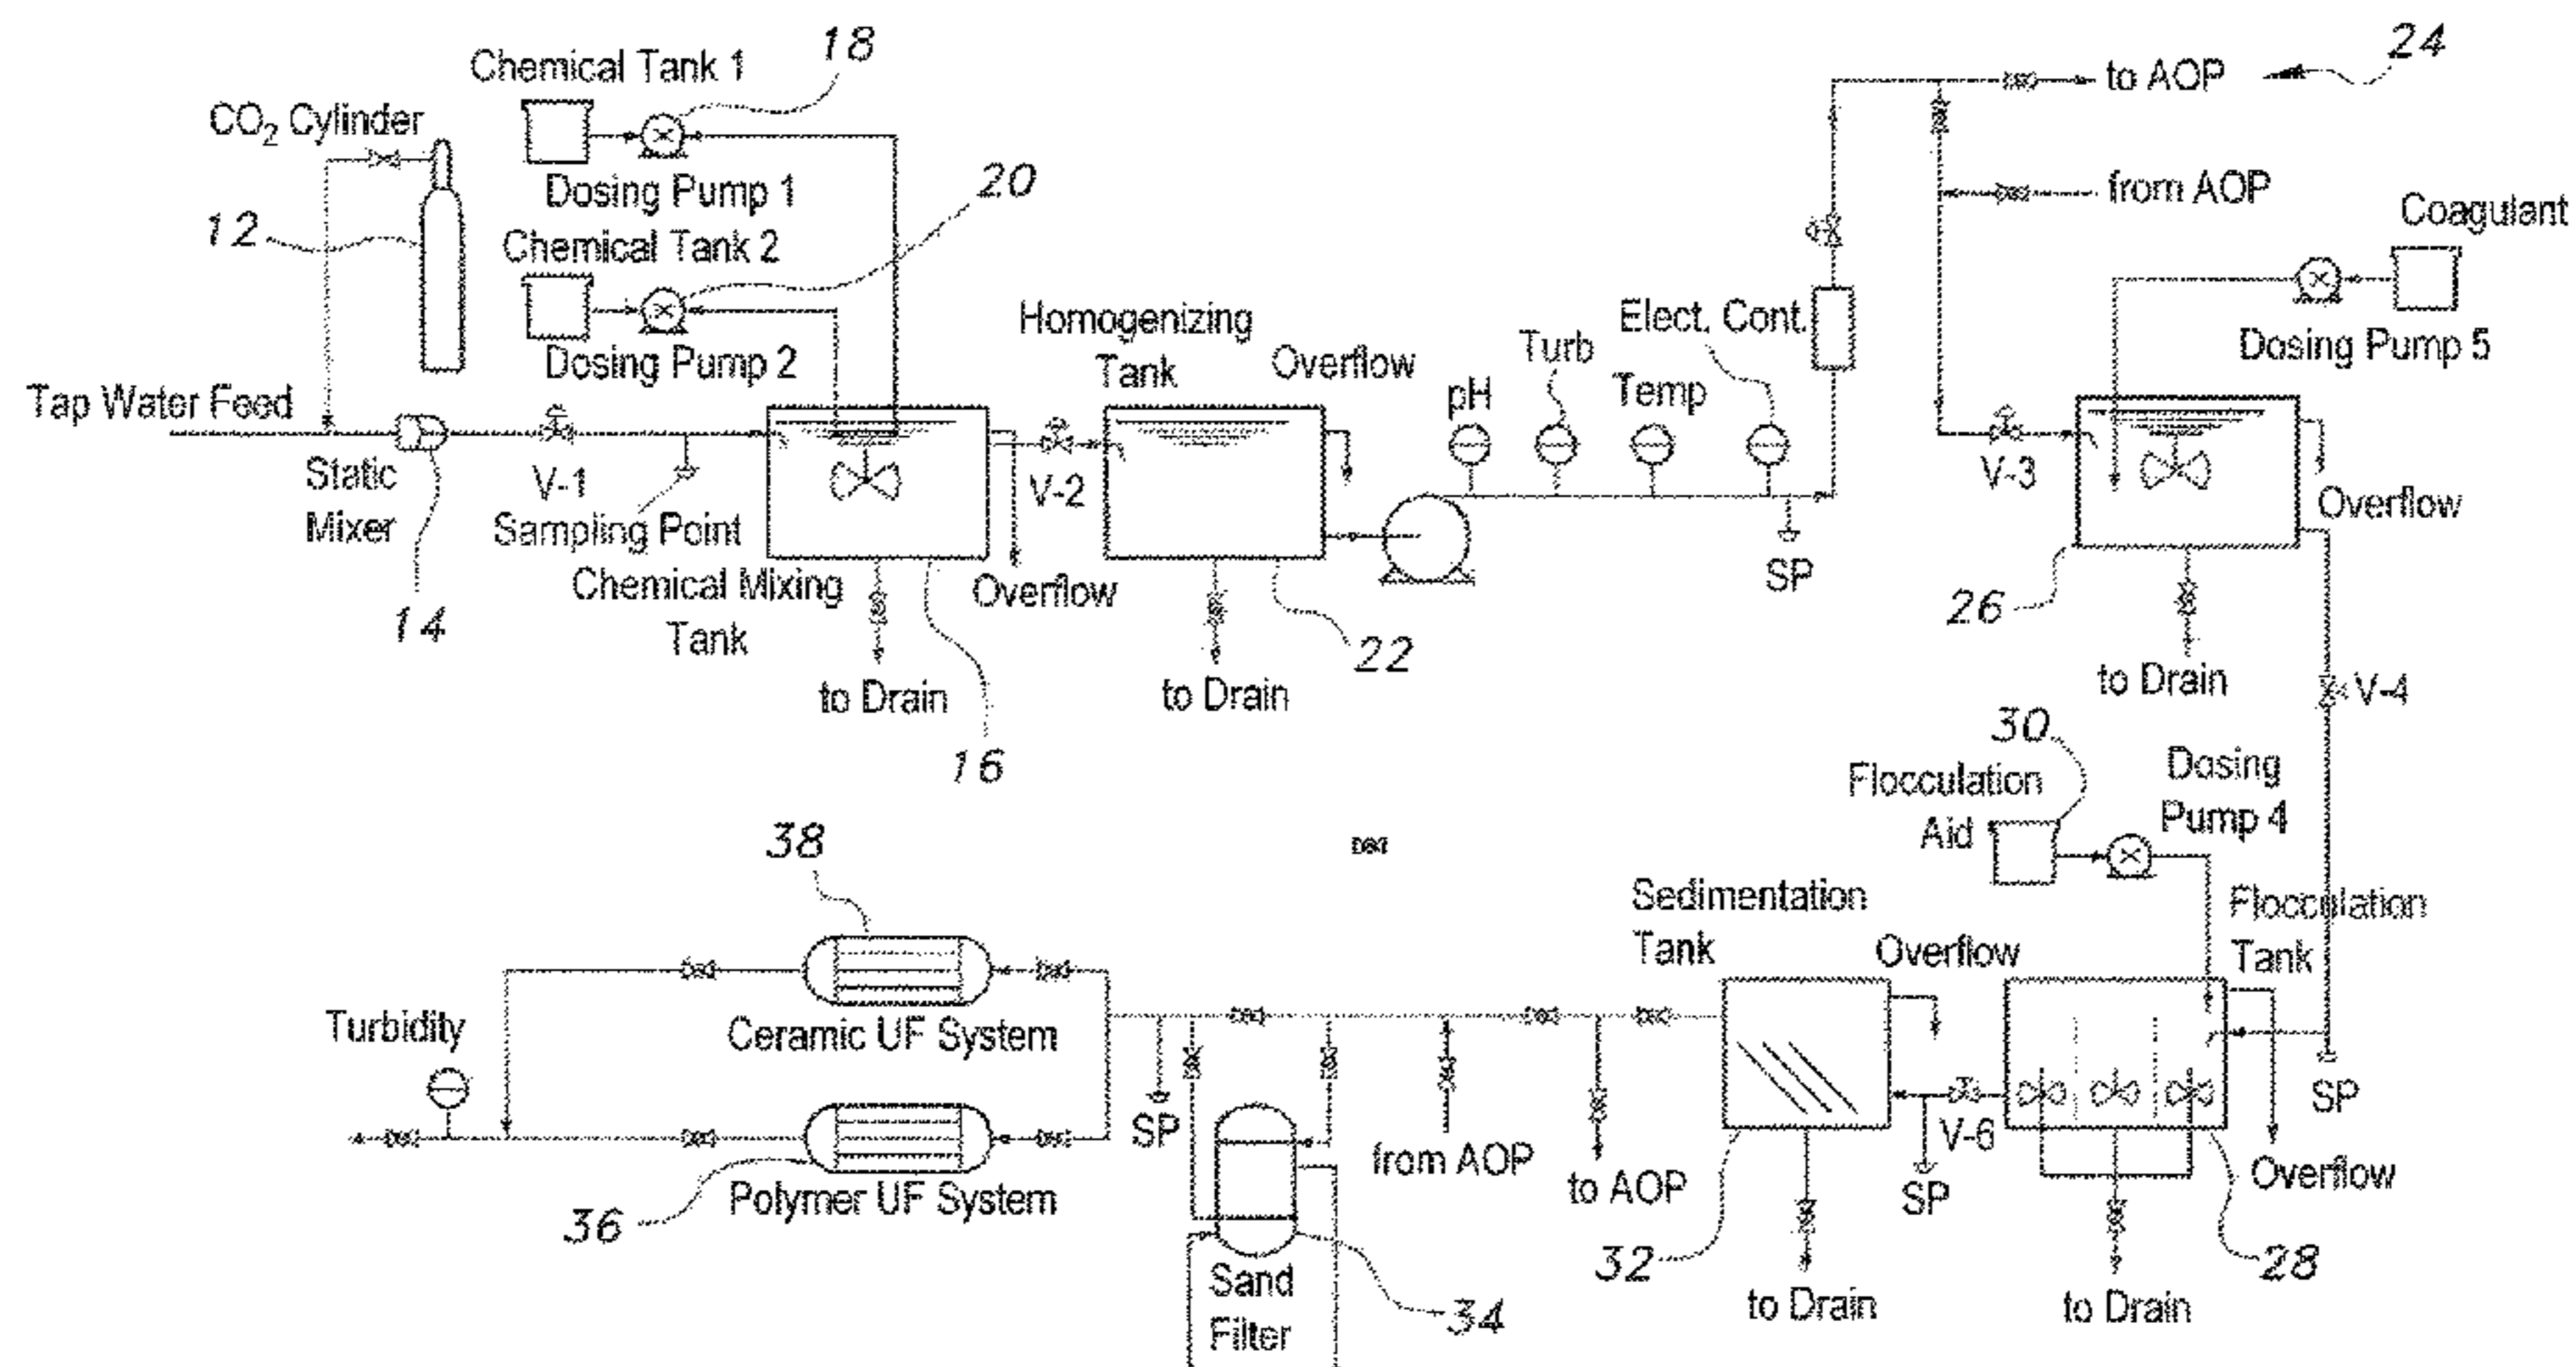 18
24
Chemical Tank 1
to AOP
CO₂ Cylinder
from AOP
Dosing Pump 1
20
Coagulant
12
Chemical Tank 2
Homogenizing
Tank
Elect. Cont.
Turb
Dosing Pump 5
Dosing Pump 2
Overflow
Temp
pH
Tap Water Feed
Static
Mixer
V-1
V-2
V-3
Overflow
Sampling Point
SP
Chemical Mixing
Tank
Overflow
14
26
22
to Drain
to Drain
to Drain
V-4
16
30
Dosing
Pump 4
Flocculation
Aid
38
Sedimentation
Tank
Flocculation
Tank
Overflow
Turbidity
Ceramic UF System
SP
SP
V-6
from AOP
to AOP
SP
Overflow
Polymer UF System
36
32
28
Sand
Filter
34
to Drain
to Drain